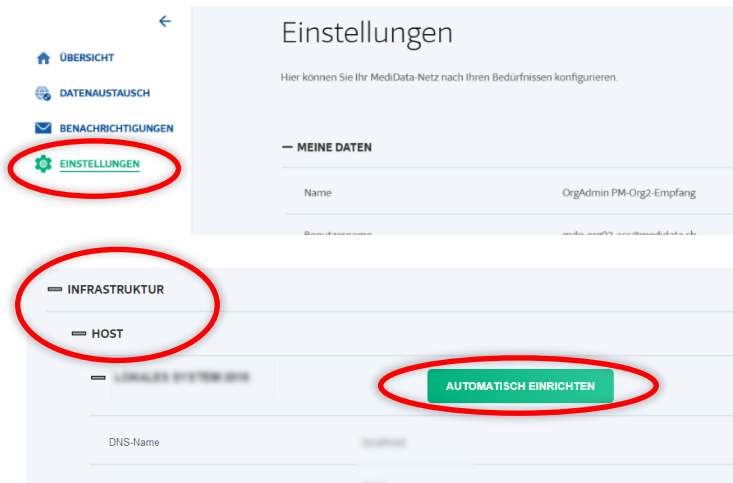 Einstellungen
ÜBERSICHT
Hier können Sie Ihr MediData-Netz nach Ihren Bedürfnissen konfigurieren.
DATENAUSTAUSCH
BENACHRICHTIGUNGEN
MEINE DATEN
EINSTELLUNGEN
Name OrgAdmin PM-Org2-Empfang
INFRASTRUKTUR
HOST
AUTOMATISCH EINRICHTEN
DNS-Name